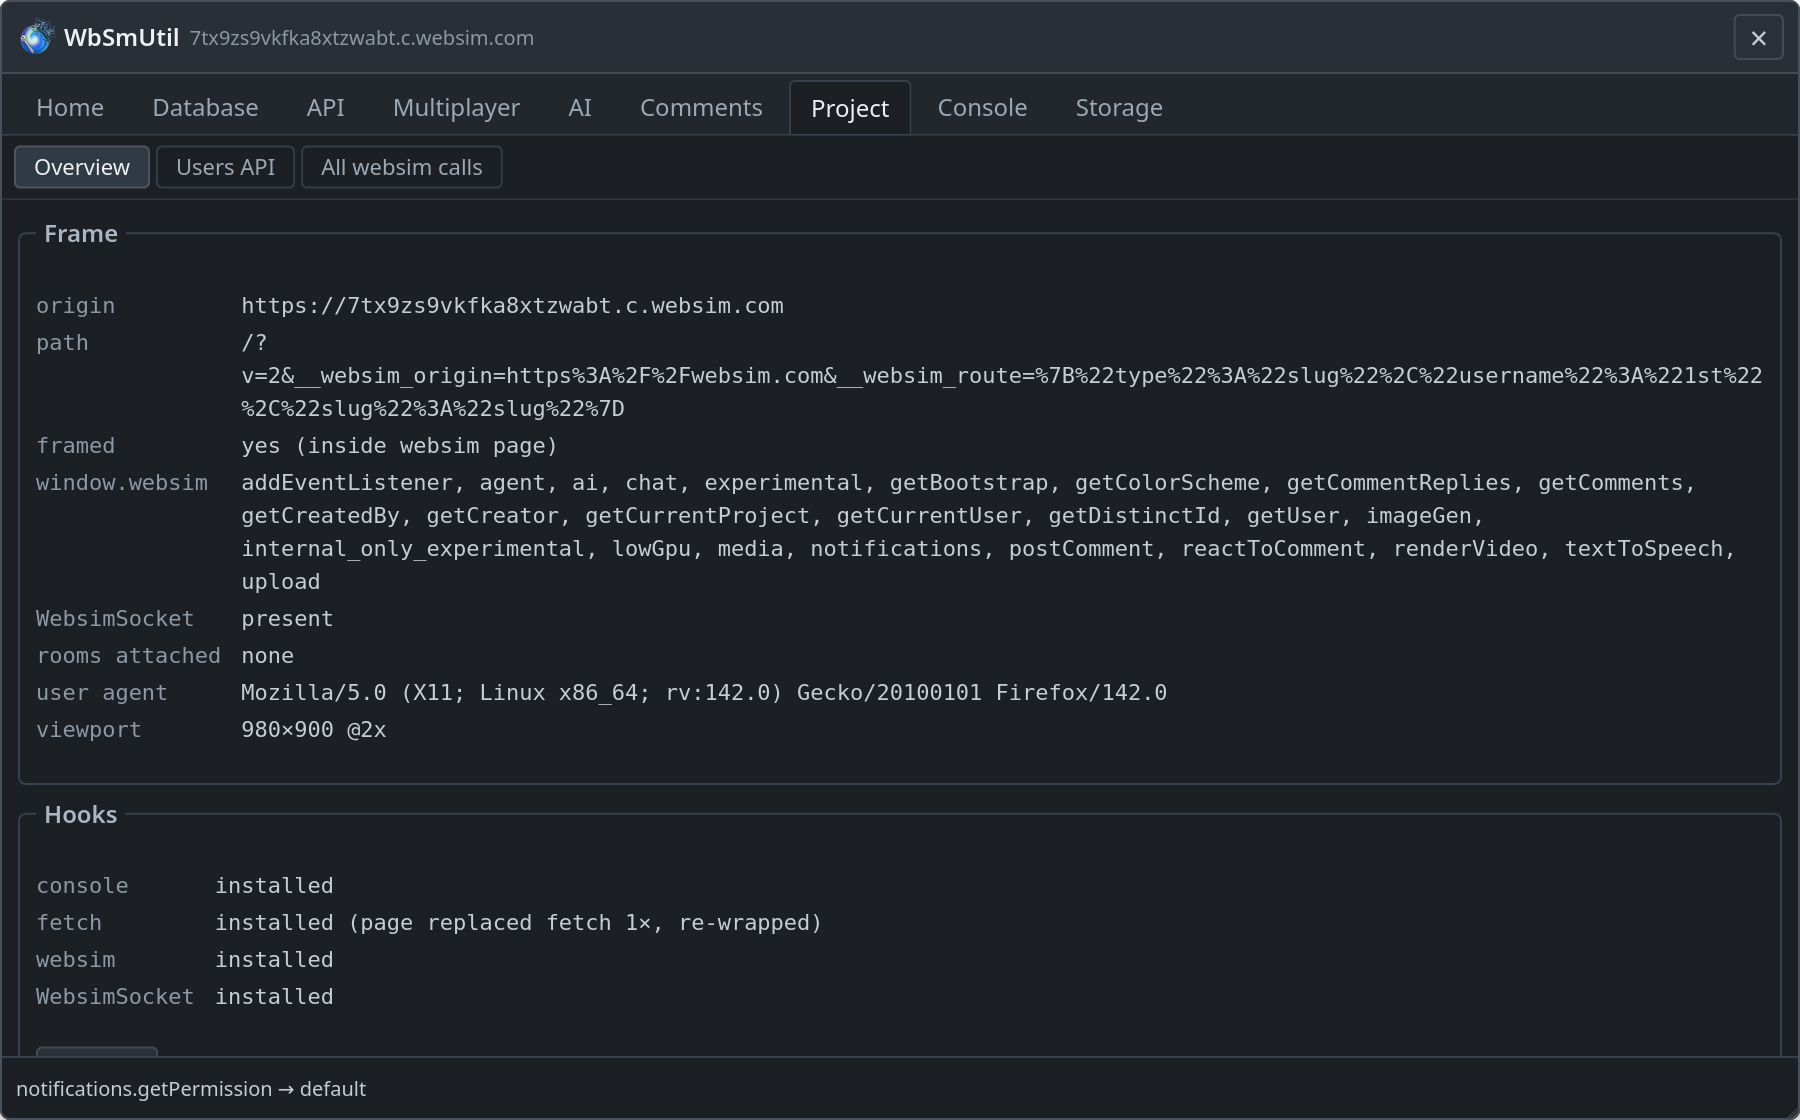 WbSmUtil 7tx9zs9vkfka8xtzwabt.c.websim.com ×
Home Database API Multiplayer AI Comments Project Console Storage
Overview Users API All websim calls
Frame
origin https://7tx9zs9vkfka8xtzwabt.c.websim.com
path /?
v=2&__websim_origin=https%3A%2F%2Fwebsim.com&__websim_route=%7B%22type%22%3A%22slug%22%2C%22username%22%3A%221st%22
%2C%22slug%22%3A%22slug%22%7D
framed yes (inside websim page)
window.websim addEventListener, agent, ai, chat, experimental, getBootstrap, getColorScheme, getCommentReplies, getComments,
getCreatedBy, getCreator, getCurrentProject, getCurrentUser, getDistinctId, getUser, imageGen,
internal_only_experimental, lowGpu, media, notifications, postComment, reactToComment, renderVideo, textToSpeech,
upload
WebsimSocket present
rooms attached none
user agent Mozilla/5.0 (X11; Linux x86_64; rv:142.0) Gecko/20100101 Firefox/142.0
viewport 980×900 @2x
Hooks
console installed
fetch installed (page replaced fetch 1×, re-wrapped)
websim installed
WebsimSocket installed
notifications.getPermission → default